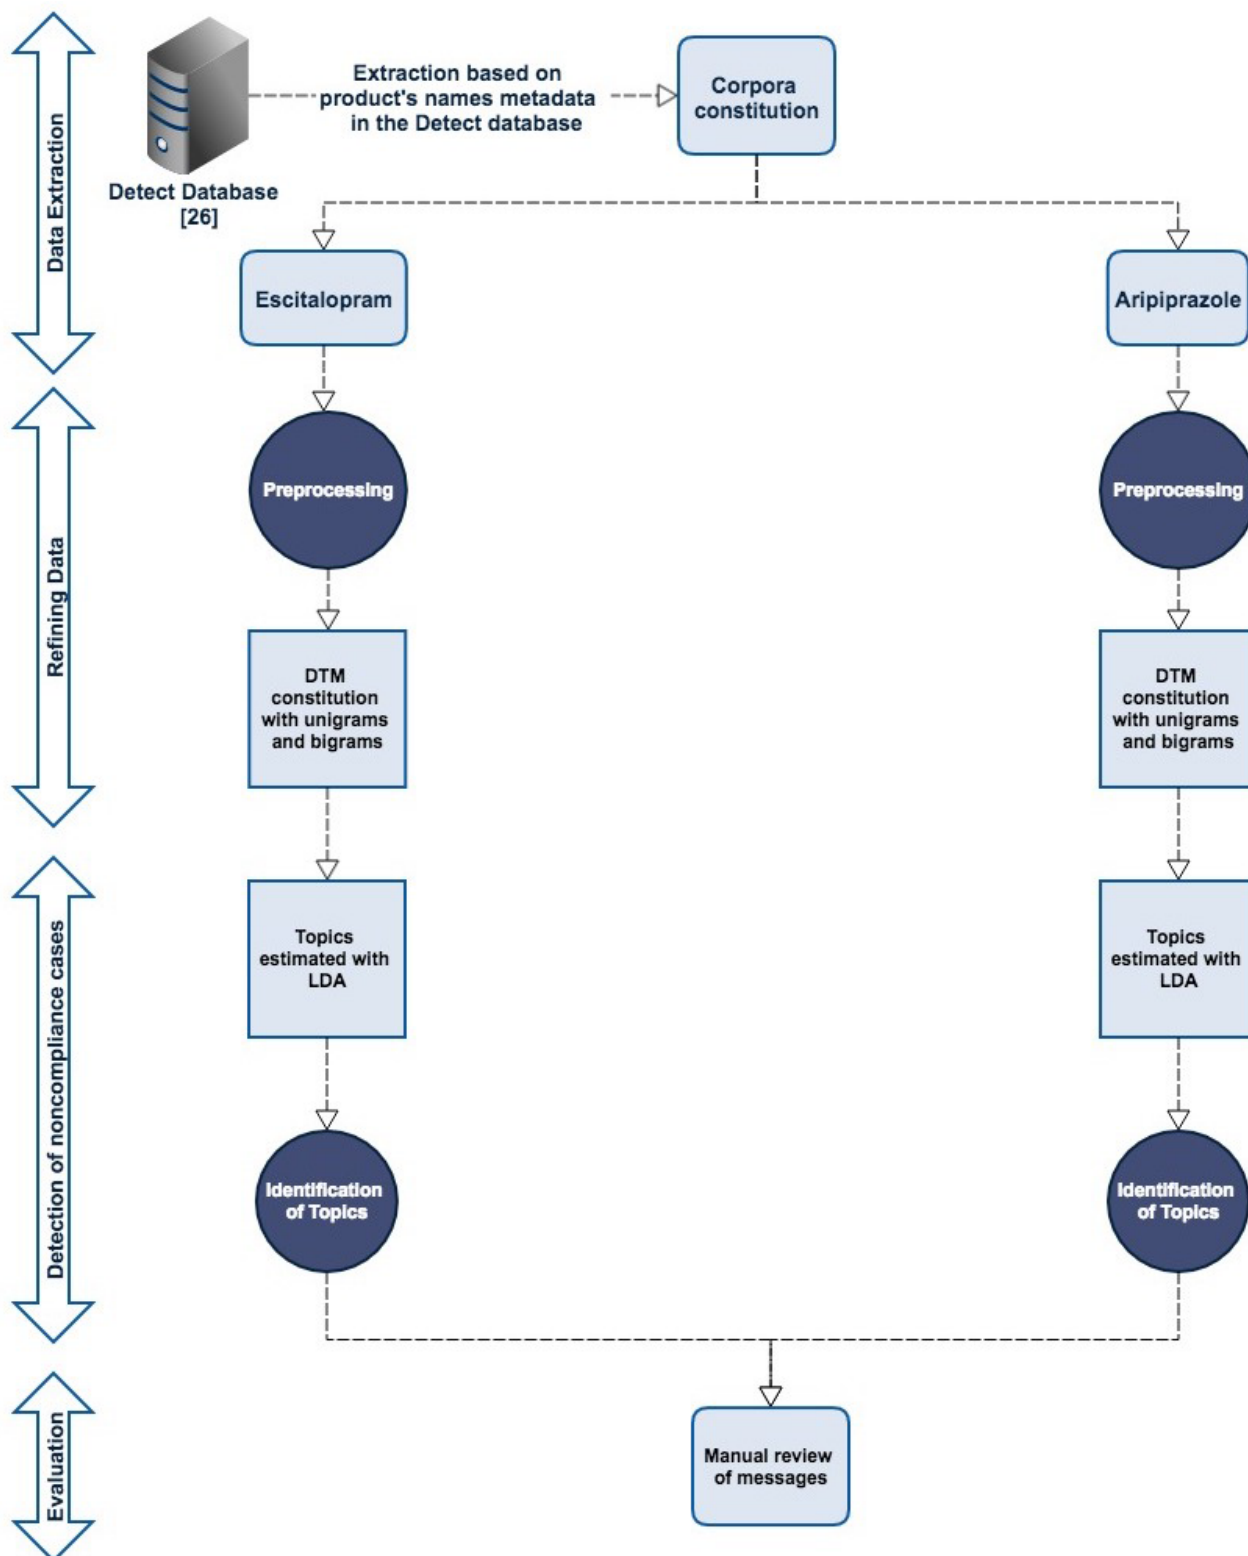 Data Extraction
Extraction based on
product's names metadata
in the Detect database
Corpora
constitution
Detect Database
[26]
Escitalopram
Aripiprazole
Refining Data
Preprocessing
Preprocessing
DTM
constitution
with unigrams
and bigrams
DTM
constitution
with unigrams
and bigrams
Detection of noncompliance cases
Topics
estimated with
LDA
Topics
estimated with
LDA
Identification
of Topics
Identification
of Topics
Evaluation
Manual review
of messages